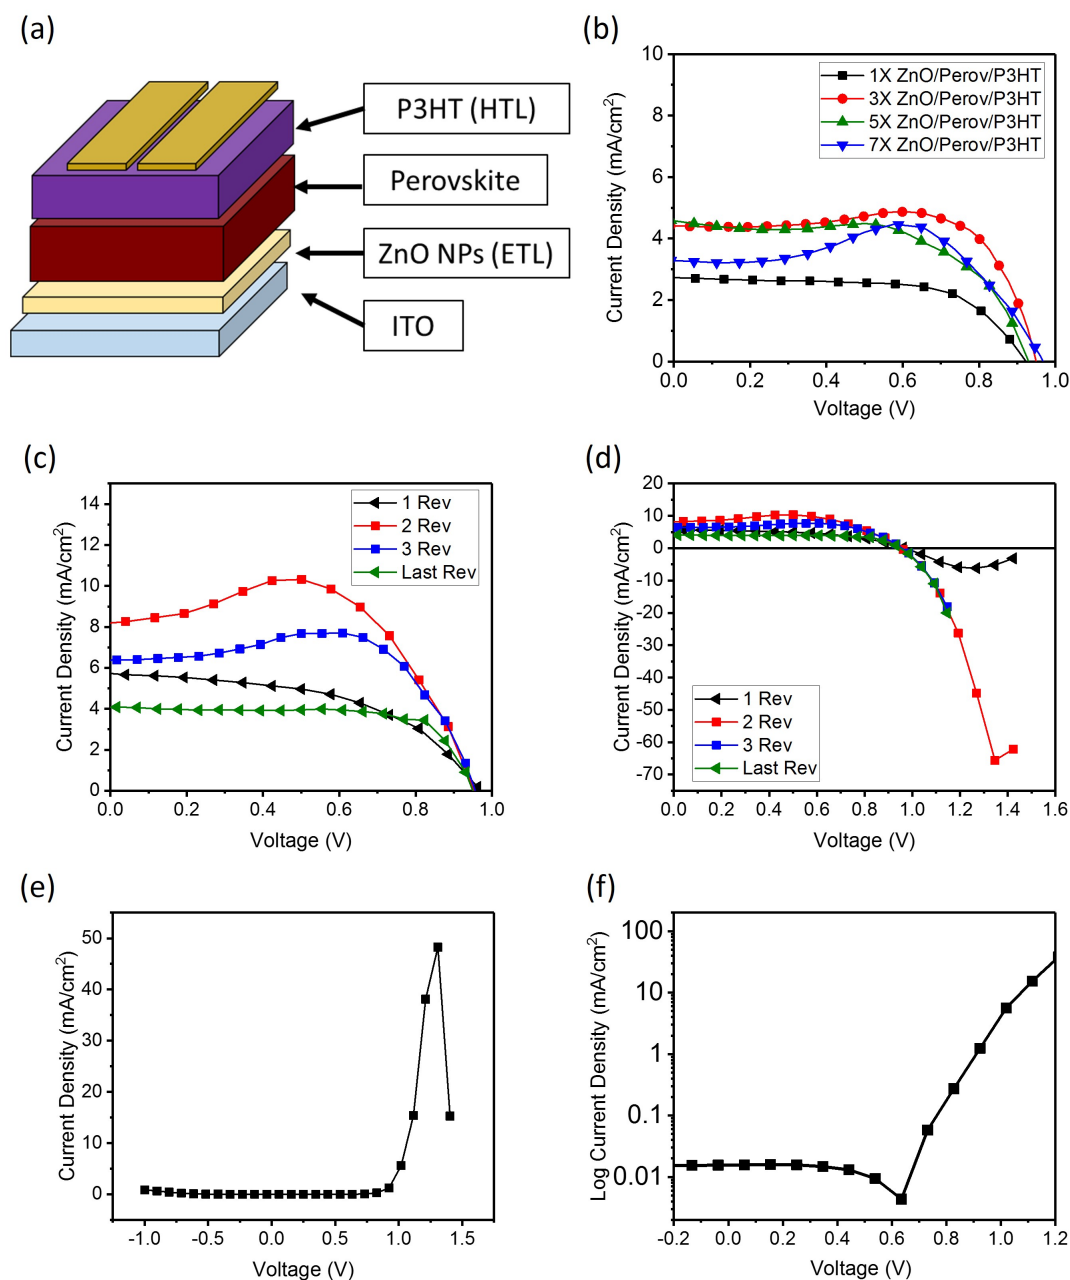 (a)
P3HT (HTL)
Perovskite
ZnO NPs (ETL)
ITO
(b)
10
8
6
4
2
0
Current Density (mA/cm2)
1X ZnO/Perov/P3HT
3X ZnO/Perov/P3HT
5X ZnO/Perov/P3HT
7X ZnO/Perov/P3HT
0.0 0.2 0.4 0.6 0.8 1.0
Voltage (V)
(c)
14
12
10
8
6
4
2
0
Current Density (mA/cm2)
1 Rev
2 Rev
3 Rev
Last Rev
0.0 0.2 0.4 0.6 0.8 1.0
Voltage (V)
(d)
20
10
0
-10
-20
-30
-40
-50
-60
-70
Current Density (mA/cm2)
1 Rev
2 Rev
3 Rev
Last Rev
0.0 0.2 0.4 0.6 0.8 1.0 1.2 1.4 1.6
Voltage (V)
(e)
50
40
30
20
10
0
Current Density (mA/cm2)
-1.0 -0.5 0.0 0.5 1.0 1.5
Voltage (V)
(f)
100
10
1
0.1
0.01
Log Current Density (mA/cm2)
-0.2 0.0 0.2 0.4 0.6 0.8 1.0 1.2
Voltage (V)